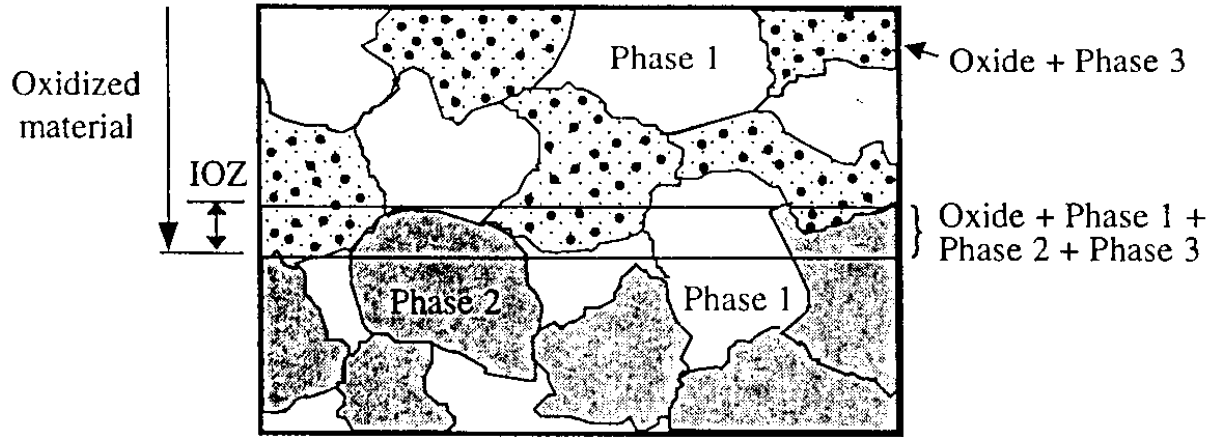 Phase 1
Oxide + Phase 3
Oxidized
material
IOZ
Oxide + Phase 1 +
Phase 2 + Phase 3
Phase 2
Phase 1